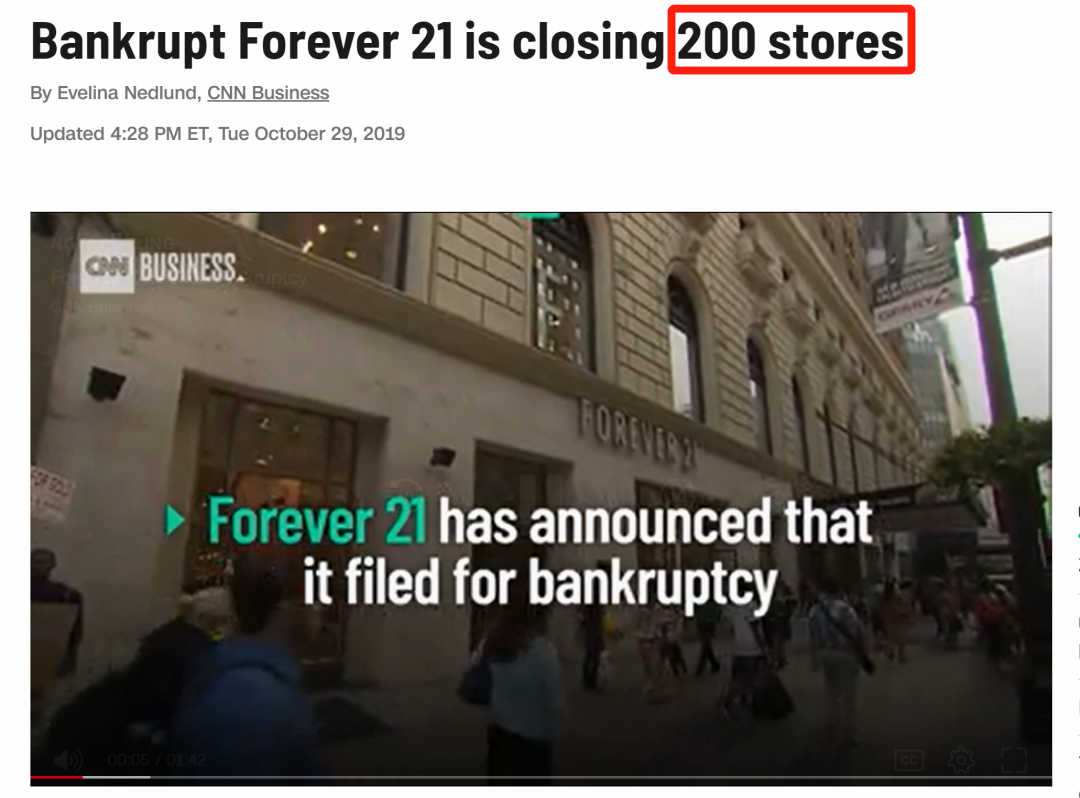 Bankrupt Forever 21 is closing 200 stores
By Evelina Nedlund, CNN Business
Updated 4:28 PM ET, Tue October 29, 2019
CNN BUSINESS
FOREVER 21
Forever 21 has announced that
it filed for bankruptcy
00:05 / 01:42
CC